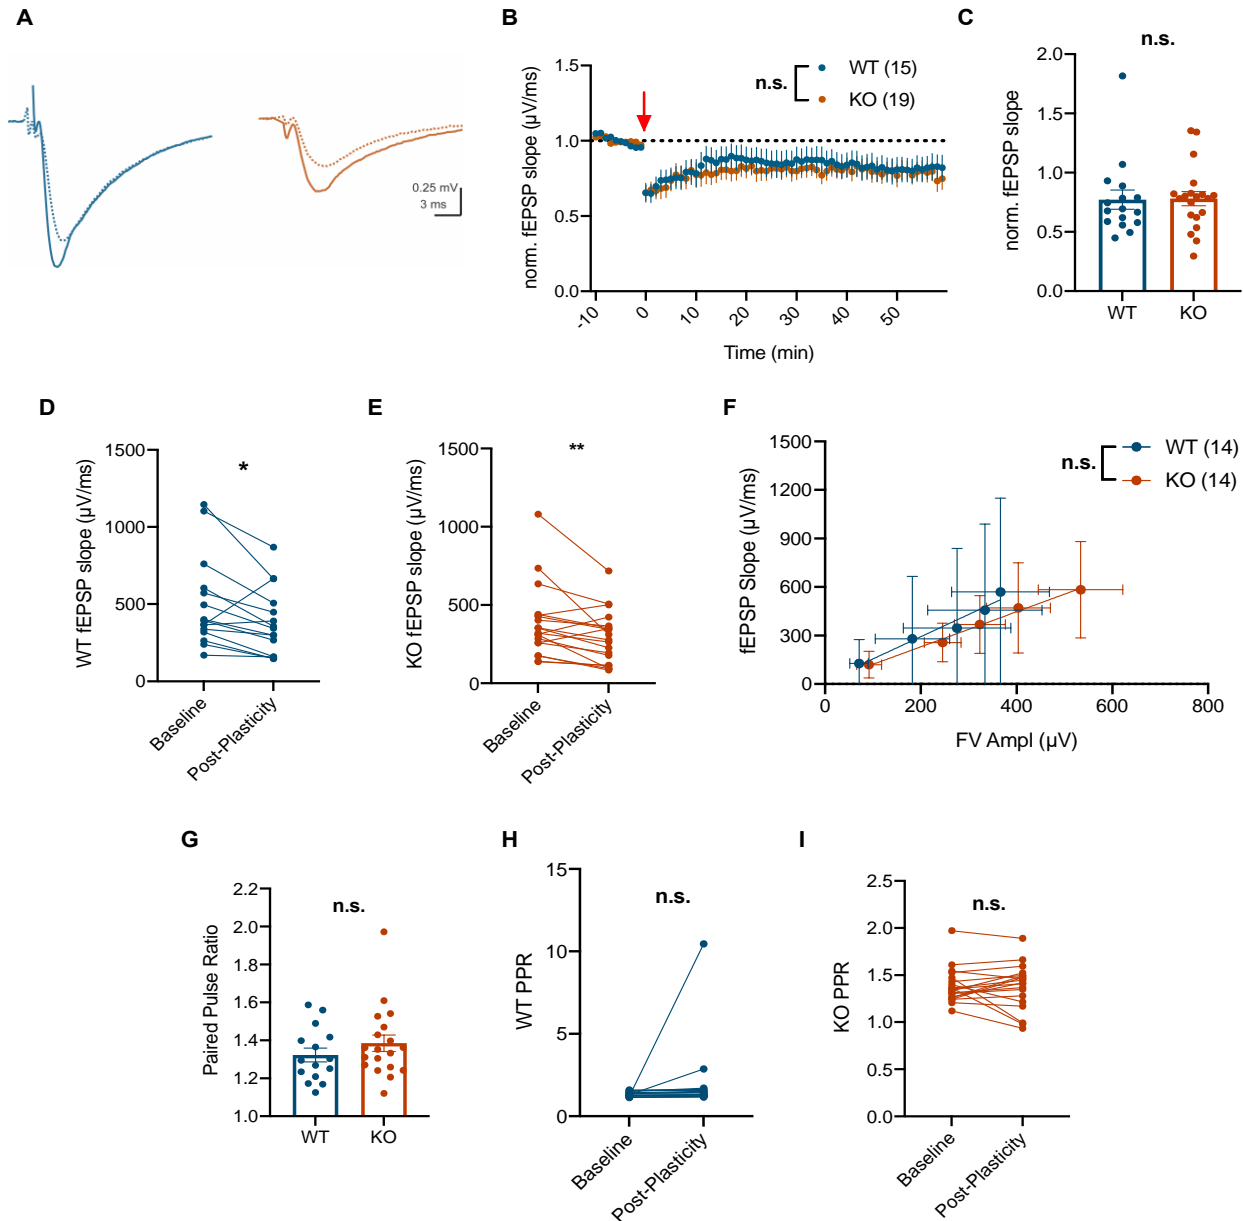 A
0.25 mV
3 ms
B
norm. fEPSP slope (µV/ms)
1.5
1.0
0.5
0.0
n.s.
WT (15)
KO (19)
-10
0
10
20
30
40
50
Time (min)
C
n.s.
norm. fEPSP slope
2.0
1.5
1.0
0.5
0.0
WT
KO
D
WT fEPSP slope (µV/ms)
1500
1000
500
0
*
Baseline
Post-Plasticity
E
KO fEPSP slope (µV/ms)
1500
1000
500
0
**
Baseline
Post-Plasticity
F
fEPSP Slope (µV/ms)
1500
1200
900
600
300
0
n.s.
WT (14)
KO (14)
0
200
400
600
800
FV Ampl (µV)
G
Paired Pulse Ratio
2.2
2.0
1.8
1.6
1.4
1.2
1.0
n.s.
WT
KO
H
WT PPR
15
10
5
0
n.s.
Baseline
Post-Plasticity
I
KO PPR
2.5
2.0
1.5
1.0
0.5
0.0
n.s.
Baseline
Post-Plasticity